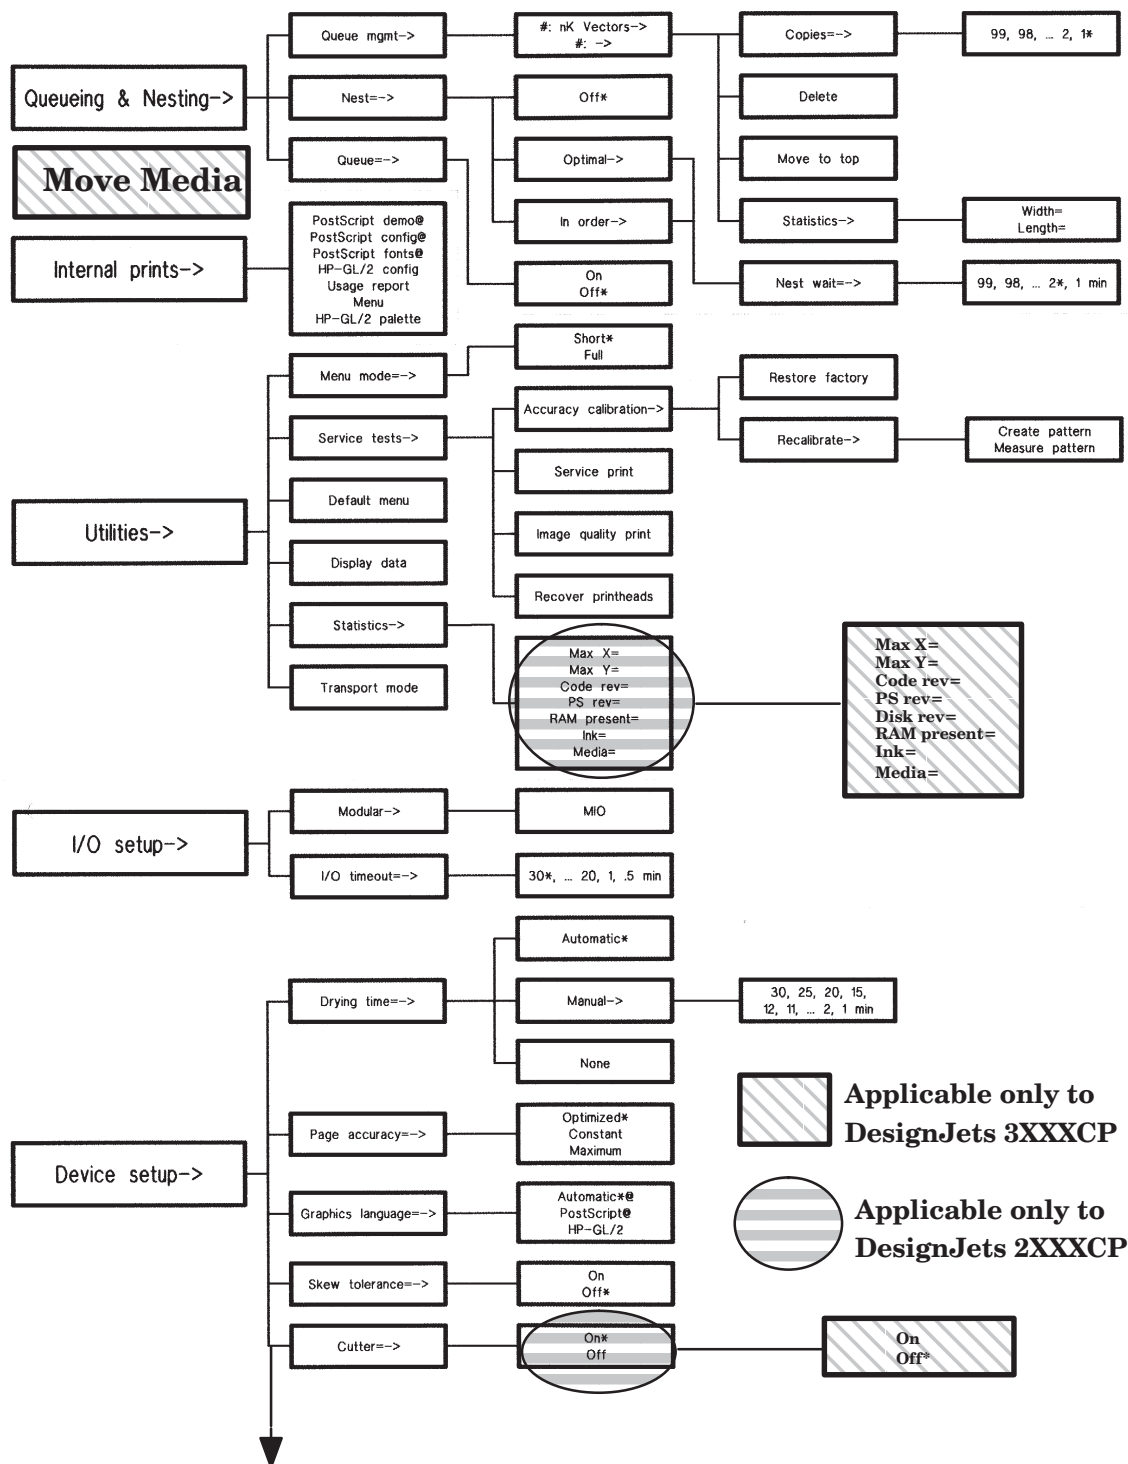 Queueing & Nesting->
Queue mgmt->
#: nK Vectors->
#: ->
Copies=->
99, 98, ... 2, 1*
Delete
Move to top
Statistics->
Width=
Length=
Nest=->
Off*
Optimal->
In order->
Nest wait=->
99, 98, ... 2*, 1 min
Queue=->
On
Off*
Move Media
Internal prints->
PostScript demo@
PostScript config@
PostScript fonts@
HP-GL/2 config
Usage report
Menu
HP-GL/2 palette
Utilities->
Menu mode=->
Short*
Full
Service tests->
Accuracy calibration->
Restore factory
Recalibrate->
Create pattern
Measure pattern
Service print
Image quality print
Recover printheads
Default menu
Display data
Statistics->
Max X=
Max Y=
Code rev=
PS rev=
RAM present=
Ink=
Media=
Max X=
Max Y=
Code rev=
PS rev=
Disk rev=
RAM present=
Ink=
Media=
Transport mode
I/O setup->
Modular->
MIO
I/O timeout=->
30*, ... 20, 1, .5 min
Device setup->
Drying time=->
Automatic*
Manual->
30, 25, 20, 15,
12, 11, ... 2, 1 min
None
Page accuracy=->
Optimized*
Constant
Maximum
Graphics language=->
Automatic*@
PostScript@
HP-GL/2
Skew tolerance=->
On
Off*
Cutter=->
On*
Off
On
Off*
Applicable only to
DesignJets 3XXXCP
Applicable only to
DesignJets 2XXXCP